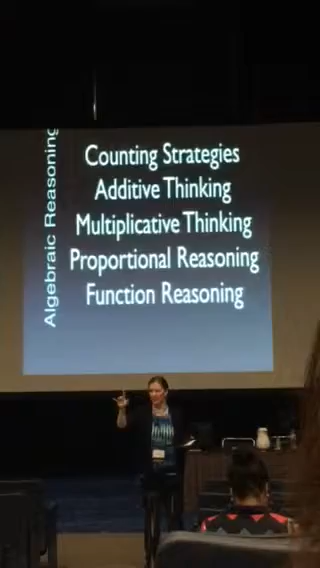 Algebraic Reasoning
Counting Strategies
Additive Thinking
Multiplicative Thinking
Proportional Reasoning
Function Reasoning